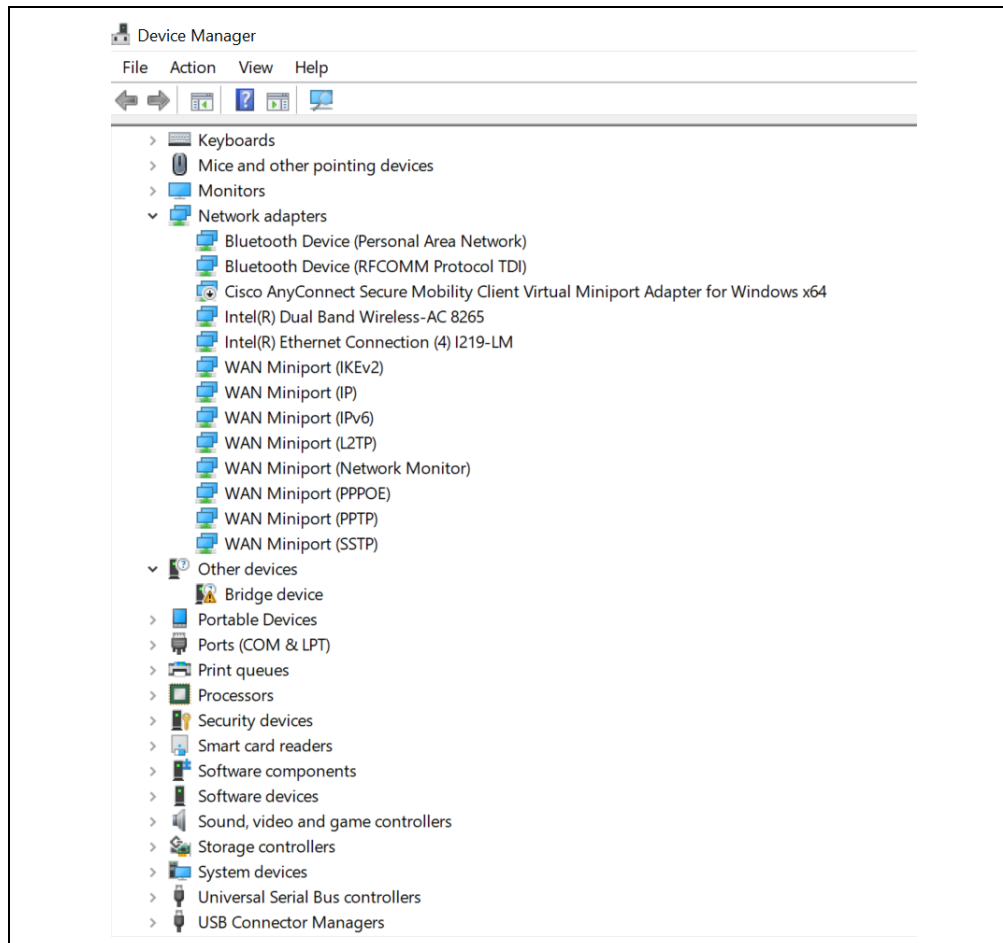 Device Manager
File Action View Help
Keyboards
Mice and other pointing devices
Monitors
Network adapters
Bluetooth Device (Personal Area Network)
Bluetooth Device (RFCOMM Protocol TDI)
Cisco AnyConnect Secure Mobility Client Virtual Miniport Adapter for Windows x64
Intel(R) Dual Band Wireless-AC 8265
Intel(R) Ethernet Connection (4) I219-LM
WAN Miniport (IKEv2)
WAN Miniport (IP)
WAN Miniport (IPv6)
WAN Miniport (L2TP)
WAN Miniport (Network Monitor)
WAN Miniport (PPPOE)
WAN Miniport (PPTP)
WAN Miniport (SSTP)
Other devices
Bridge device
Portable Devices
Ports (COM & LPT)
Print queues
Processors
Security devices
Smart card readers
Software components
Software devices
Sound, video and game controllers
Storage controllers
System devices
Universal Serial Bus controllers
USB Connector Managers